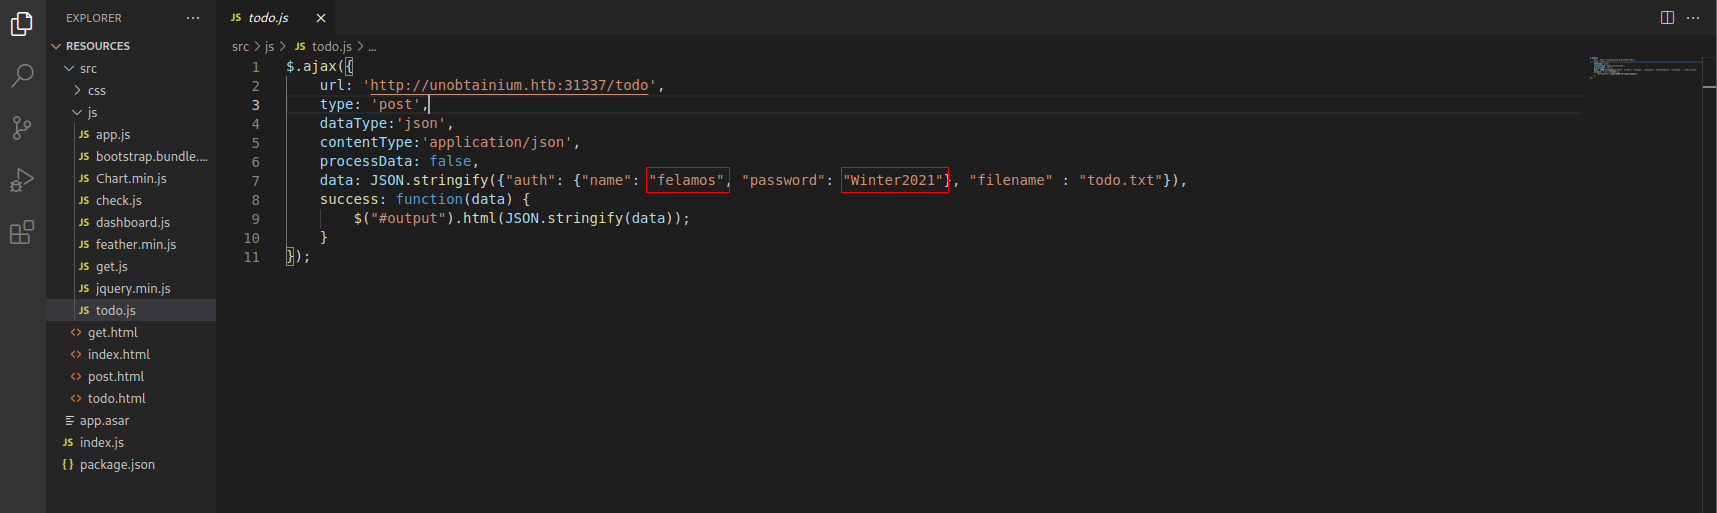 EXPLORER ...
RESOURCES
src
css
js
JS app.js
JS bootstrap.bundle....
JS Chart.min.js
JS check.js
JS dashboard.js
JS feather.min.js
JS get.js
JS jquery.min.js
JS todo.js
<> get.html
<> index.html
<> post.html
<> todo.html
app.asar
JS index.js
{} package.json
JS todo.js ×
...
src > js > JS todo.js > ...
1 $.ajax({
2 url: 'http://unobtainium.htb:31337/todo',
3 type: 'post',
4 dataType:'json',
5 contentType:'application/json',
6 processData: false,
7 data: JSON.stringify({"auth": {"name": "felamos", "password": "Winter2021"}, "filename" : "todo.txt"}),
8 success: function(data) {
9 $("#output").html(JSON.stringify(data));
10 }
11 });